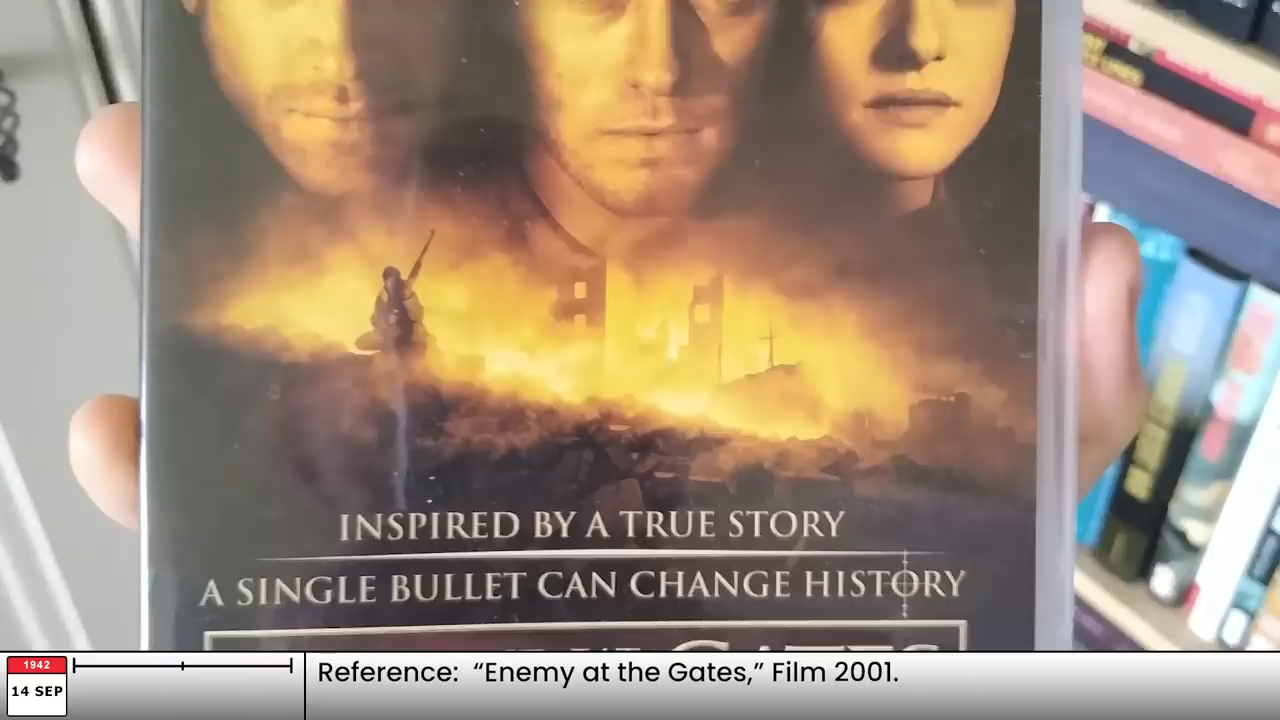 INSPIRED BY A TRUE STORY
A SINGLE BULLET CAN CHANGE HISTORY
GATES
1942
14 SEP
Reference: “Enemy at the Gates,” Film 2001.